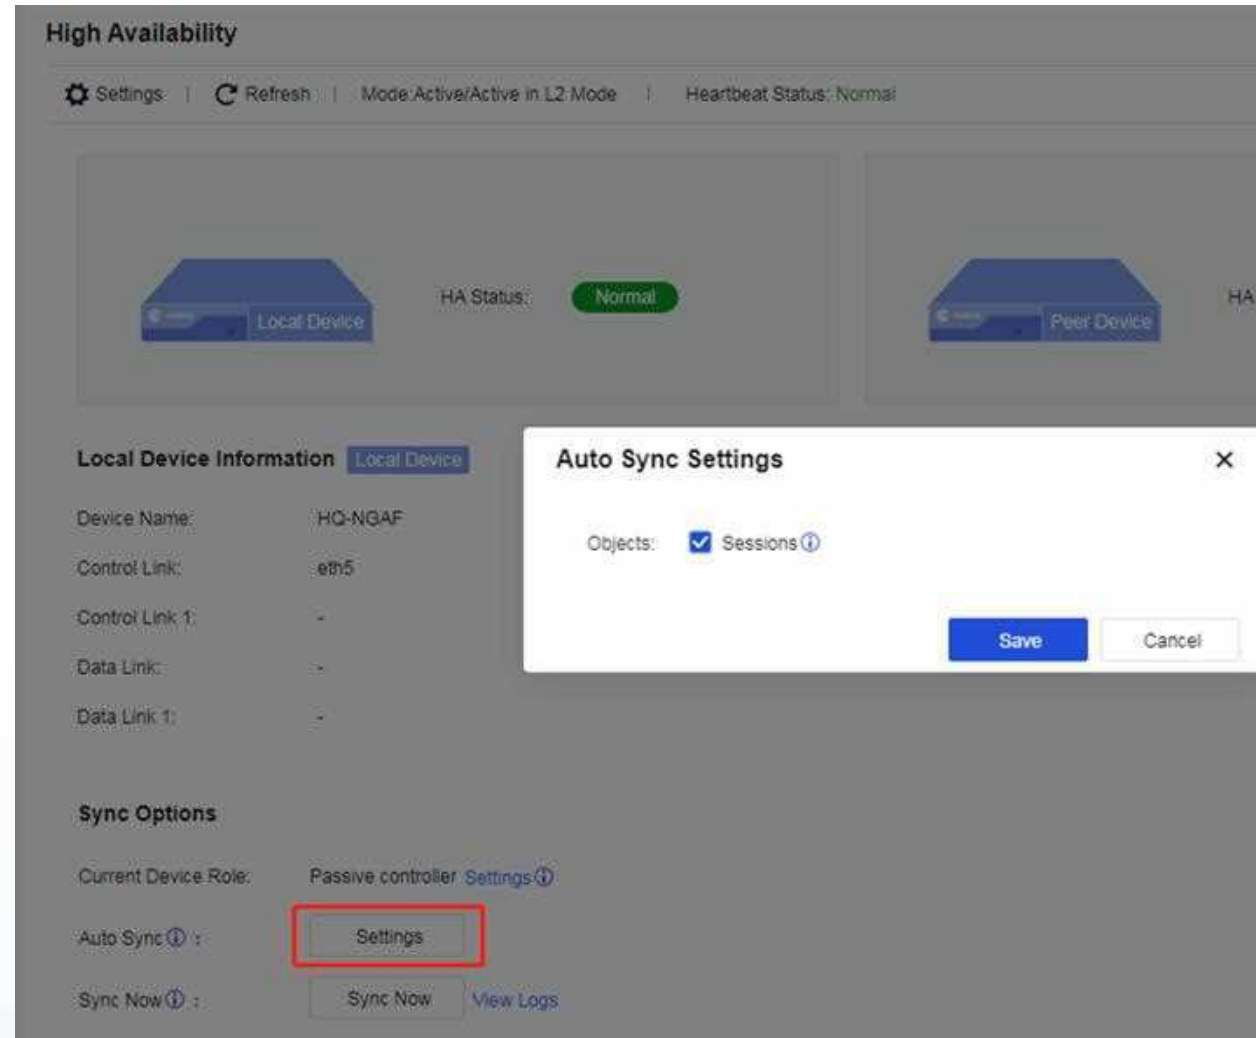 High Availability
Settings | Refresh | Mode:Active/Active in L2 Mode | Heartbeat Status: Normal
Local Device
HA Status:
Normal
Peer Device
HA
Local Device Information Local Device
Device Name: HQ-NGAF
Control Link: eth5
Control Link 1: -
Data Link: -
Data Link 1: -
Auto Sync Settings
Objects: Sessions
Save Cancel
Sync Options
Current Device Role: Passive controller Settings
Auto Sync : Settings
Sync Now : Sync Now View Logs